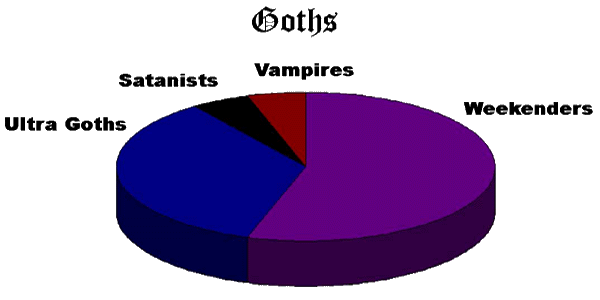 Goths
Vampires
Satanists
Weekenders
Ultra Goths